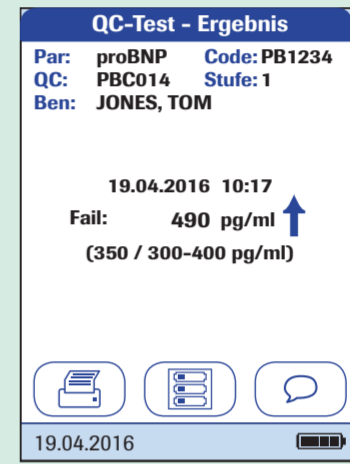 QC-Test - Ergebnis
Par: proBNP Code: PB1234
QC: PBC014 Stufe: 1
Ben: JONES, TOM
19.04.2016 10:17
Fail: 490 pg/ml
(350 / 300-400 pg/ml)
19.04.2016